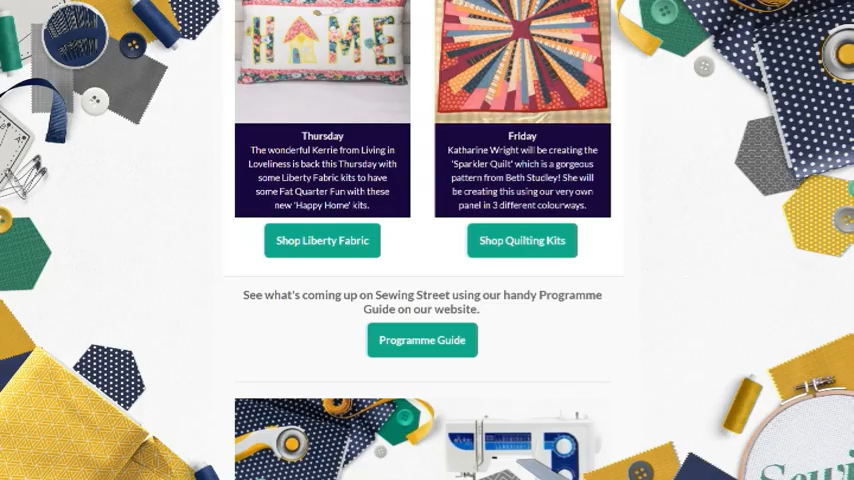 HOME
Thursday
The wonderful Kerrie from Living in
Loveliness is back this Thursday with
some Liberty Fabric kits to have
some Fat Quarter Fun with these
new 'Happy Home' kits.
Friday
Katharine Wright will be creating the
'Sparkler Quilt' which is a gorgeous
pattern from Beth Studley! She will
be creating this using our very own
panel in 3 different colourways.
Shop Liberty Fabric
Shop Quilting Kits
See what's coming up on Sewing Street using our handy Programme
Guide on our website.
Programme Guide